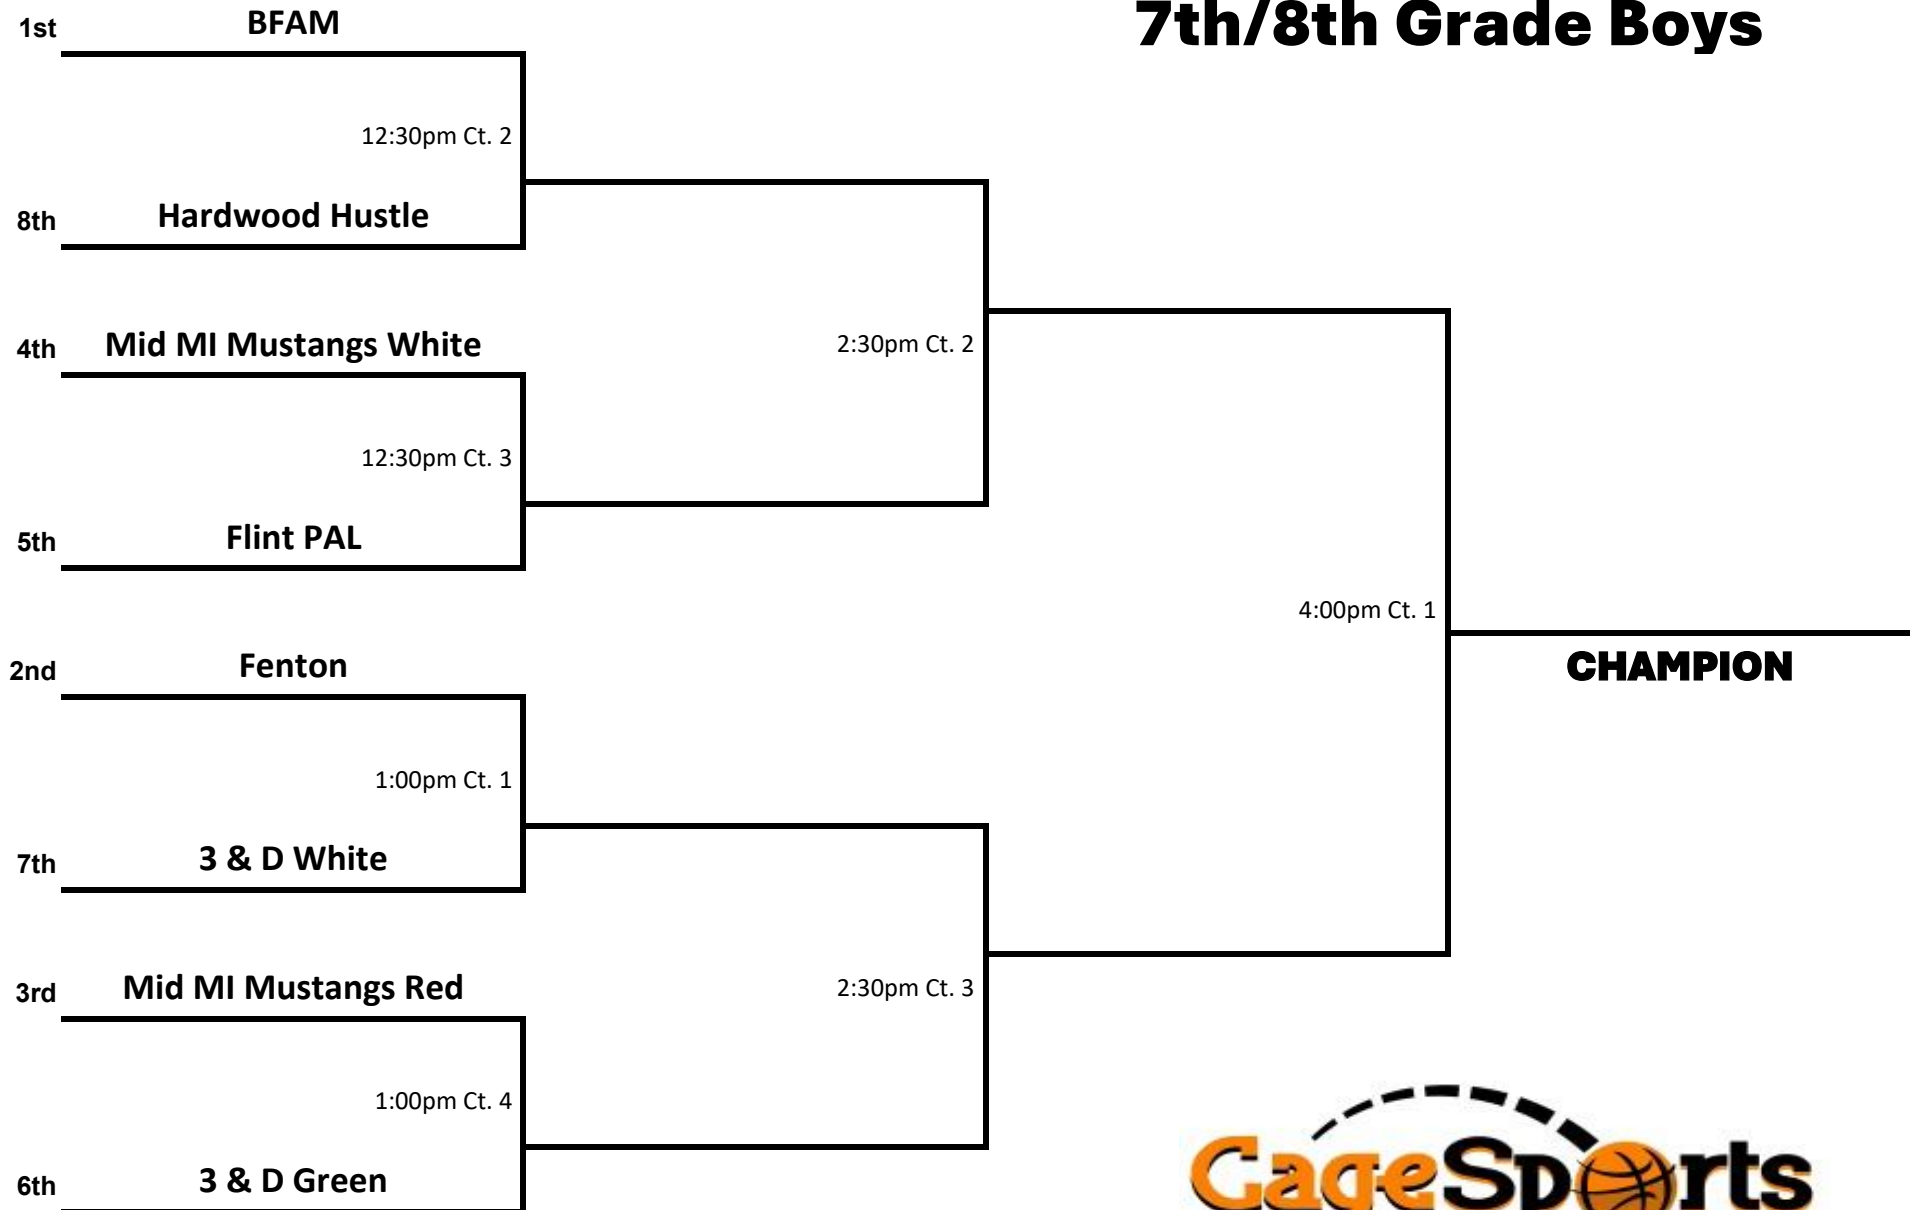 7th/8th Grade Boys
1st BFAM
12:30pm Ct. 2
8th Hardwood Hustle
4th Mid MI Mustangs White
2:30pm Ct. 2
12:30pm Ct. 3
5th Flint PAL
4:00pm Ct. 1
CHAMPION
2nd Fenton
1:00pm Ct. 1
7th 3 & D White
3rd Mid MI Mustangs Red
2:30pm Ct. 3
1:00pm Ct. 4
6th 3 & D Green
CageSports